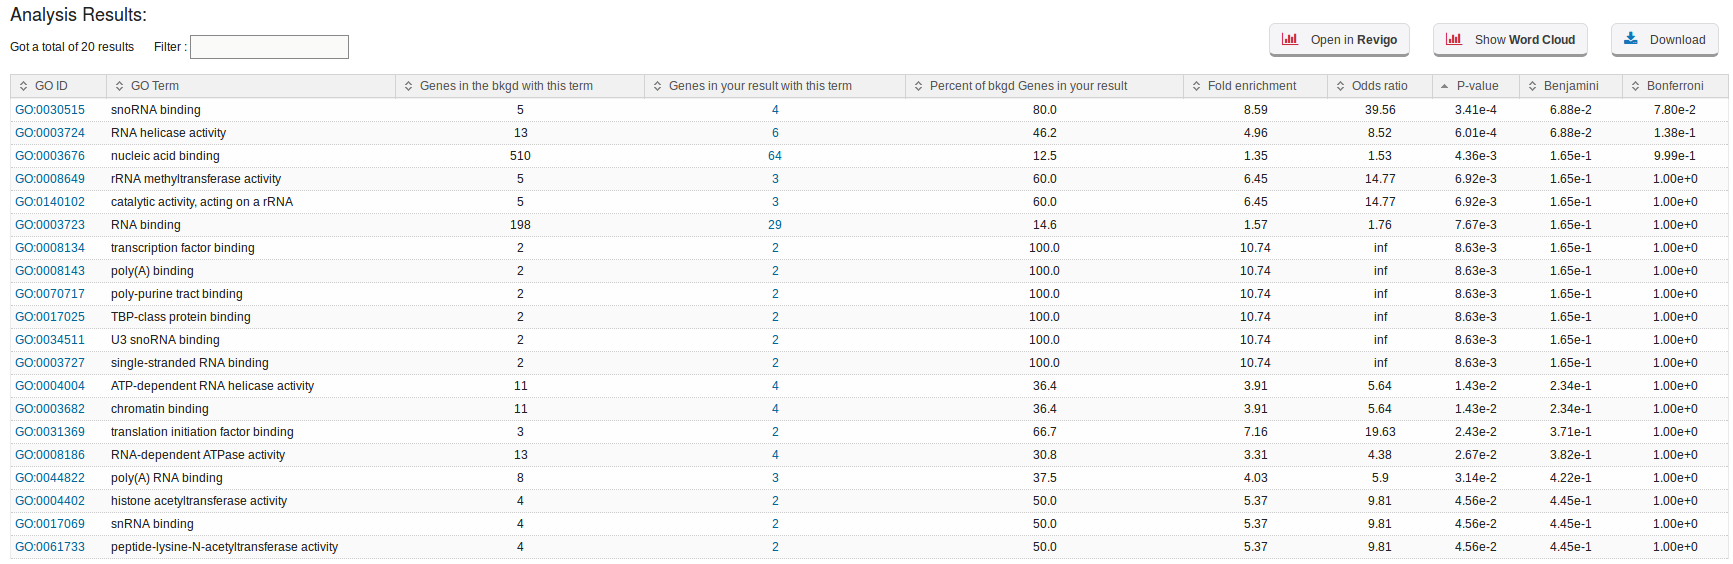 Analysis Results:
Got a total of 20 results Filter :
Open in Revigo Show Word Cloud Download
GO ID GO Term Genes in the bkgd with this term Genes in your result with this term Percent of bkgd Genes in your result Fold enrichment Odds ratio P-value Benjamini Bonferroni
GO:0030515 snoRNA binding 5 4 80.0 8.59 39.56 3.41e-4 6.88e-2 7.80e-2
GO:0003724 RNA helicase activity 13 6 46.2 4.96 8.52 6.01e-4 6.88e-2 1.38e-1
GO:0003676 nucleic acid binding 510 64 12.5 1.35 1.53 4.36e-3 1.65e-1 9.99e-1
GO:0008649 rRNA methyltransferase activity 5 3 60.0 6.45 14.77 6.92e-3 1.65e-1 1.00e+0
GO:0140102 catalytic activity, acting on a rRNA 5 3 60.0 6.45 14.77 6.92e-3 1.65e-1 1.00e+0
GO:0003723 RNA binding 198 29 14.6 1.57 1.76 7.67e-3 1.65e-1 1.00e+0
GO:0008134 transcription factor binding 2 2 100.0 10.74 inf 8.63e-3 1.65e-1 1.00e+0
GO:0008143 poly(A) binding 2 2 100.0 10.74 inf 8.63e-3 1.65e-1 1.00e+0
GO:0070717 poly-purine tract binding 2 2 100.0 10.74 inf 8.63e-3 1.65e-1 1.00e+0
GO:0017025 TBP-class protein binding 2 2 100.0 10.74 inf 8.63e-3 1.65e-1 1.00e+0
GO:0034511 U3 snoRNA binding 2 2 100.0 10.74 inf 8.63e-3 1.65e-1 1.00e+0
GO:0003727 single-stranded RNA binding 2 2 100.0 10.74 inf 8.63e-3 1.65e-1 1.00e+0
GO:0004004 ATP-dependent RNA helicase activity 11 4 36.4 3.91 5.64 1.43e-2 2.34e-1 1.00e+0
GO:0003682 chromatin binding 11 4 36.4 3.91 5.64 1.43e-2 2.34e-1 1.00e+0
GO:0031369 translation initiation factor binding 3 2 66.7 7.16 19.63 2.43e-2 3.71e-1 1.00e+0
GO:0008186 RNA-dependent ATPase activity 13 4 30.8 3.31 4.38 2.67e-2 3.82e-1 1.00e+0
GO:0044822 poly(A) RNA binding 8 3 37.5 4.03 5.9 3.14e-2 4.22e-1 1.00e+0
GO:0004402 histone acetyltransferase activity 4 2 50.0 5.37 9.81 4.56e-2 4.45e-1 1.00e+0
GO:0017069 snRNA binding 4 2 50.0 5.37 9.81 4.56e-2 4.45e-1 1.00e+0
GO:0061733 peptide-lysine-N-acetyltransferase activity 4 2 50.0 5.37 9.81 4.56e-2 4.45e-1 1.00e+0